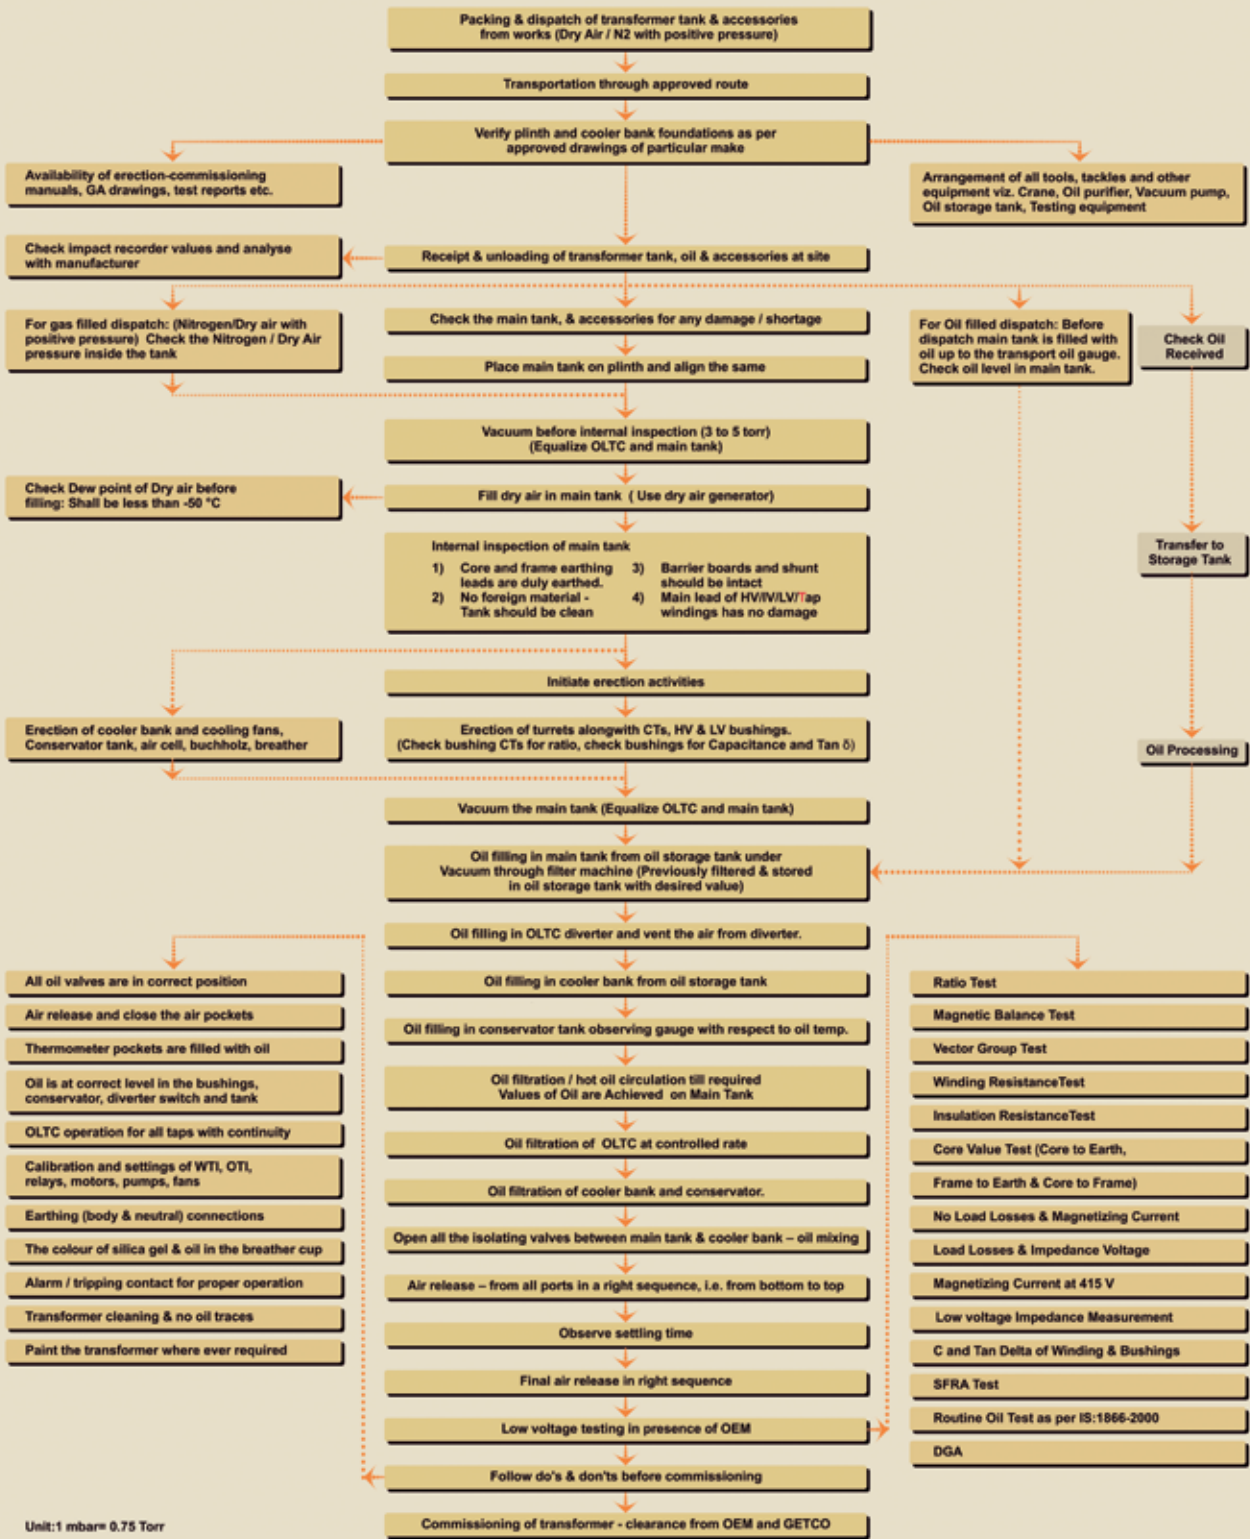 Packing & dispatch of transformer tank & accessories
from works (Dry Air / N2 with positive pressure)
Transportation through approved route
Verify plinth and cooler bank foundations as per
approved drawings of particular make
Availability of erection-commissioning
manuals, GA drawings, test reports etc.
Arrangement of all tools, tackles and other
equipment viz. Crane, Oil purifier, Vacuum pump,
Oil storage tank, Testing equipment
Check impact recorder values and analyse
with manufacturer
Receipt & unloading of transformer tank, oil & accessories at site
For gas filled dispatch: (Nitrogen/Dry air with
positive pressure) Check the Nitrogen / Dry Air
pressure inside the tank
Check the main tank, & accessories for any damage / shortage
For Oil filled dispatch: Before
dispatch main tank is filled with
oil up to the transport oil gauge.
Check oil level in main tank.
Check Oil
Received
Place main tank on plinth and align the same
Vacuum before internal inspection (3 to 5 torr)
(Equalize OLTC and main tank)
Check Dew point of Dry air before
filling: Shall be less than -50 °C
Fill dry air in main tank ( Use dry air generator)
Internal inspection of main tank
1) Core and frame earthing
leads are duly earthed.
2) No foreign material -
Tank should be clean
3) Barrier boards and shunt
should be intact
4) Main lead of HV/IV/LV/Tap
windings has no damage
Transfer to
Storage Tank
Initiate erection activities
Erection of cooler bank and cooling fans,
Conservator tank, air cell, buchholz, breather
Erection of turrets alongwith CTs, HV & LV bushings.
(Check bushing CTs for ratio, check bushings for Capacitance and Tan δ)
Oil Processing
Vacuum the main tank (Equalize OLTC and main tank)
Oil filling in main tank from oil storage tank under
Vacuum through filter machine (Previously filtered & stored
in oil storage tank with desired value)
Oil filling in OLTC diverter and vent the air from diverter.
Oil filling in cooler bank from oil storage tank
Oil filling in conservator tank observing gauge with respect to oil temp.
Oil filtration / hot oil circulation till required
Values of Oil are Achieved on Main Tank
Oil filtration of OLTC at controlled rate
Oil filtration of cooler bank and conservator.
Open all the isolating valves between main tank & cooler bank – oil mixing
Air release – from all ports in a right sequence, i.e. from bottom to top
Observe settling time
Final air release in right sequence
Low voltage testing in presence of OEM
Follow do's & don'ts before commissioning
Commissioning of transformer - clearance from OEM and GETCO
All oil valves are in correct position
Air release and close the air pockets
Thermometer pockets are filled with oil
Oil is at correct level in the bushings,
conservator, diverter switch and tank
OLTC operation for all taps with continuity
Calibration and settings of WTI, OTI,
relays, motors, pumps, fans
Earthing (body & neutral) connections
The colour of silica gel & oil in the breather cup
Alarm / tripping contact for proper operation
Transformer cleaning & no oil traces
Paint the transformer where ever required
Ratio Test
Magnetic Balance Test
Vector Group Test
Winding ResistanceTest
Insulation ResistanceTest
Core Value Test (Core to Earth,
Frame to Earth & Core to Frame)
No Load Losses & Magnetizing Current
Load Losses & Impedance Voltage
Magnetizing Current at 415 V
Low voltage Impedance Measurement
C and Tan Delta of Winding & Bushings
SFRA Test
Routine Oil Test as per IS:1866-2000
DGA
Unit:1 mbar= 0.75 Torr